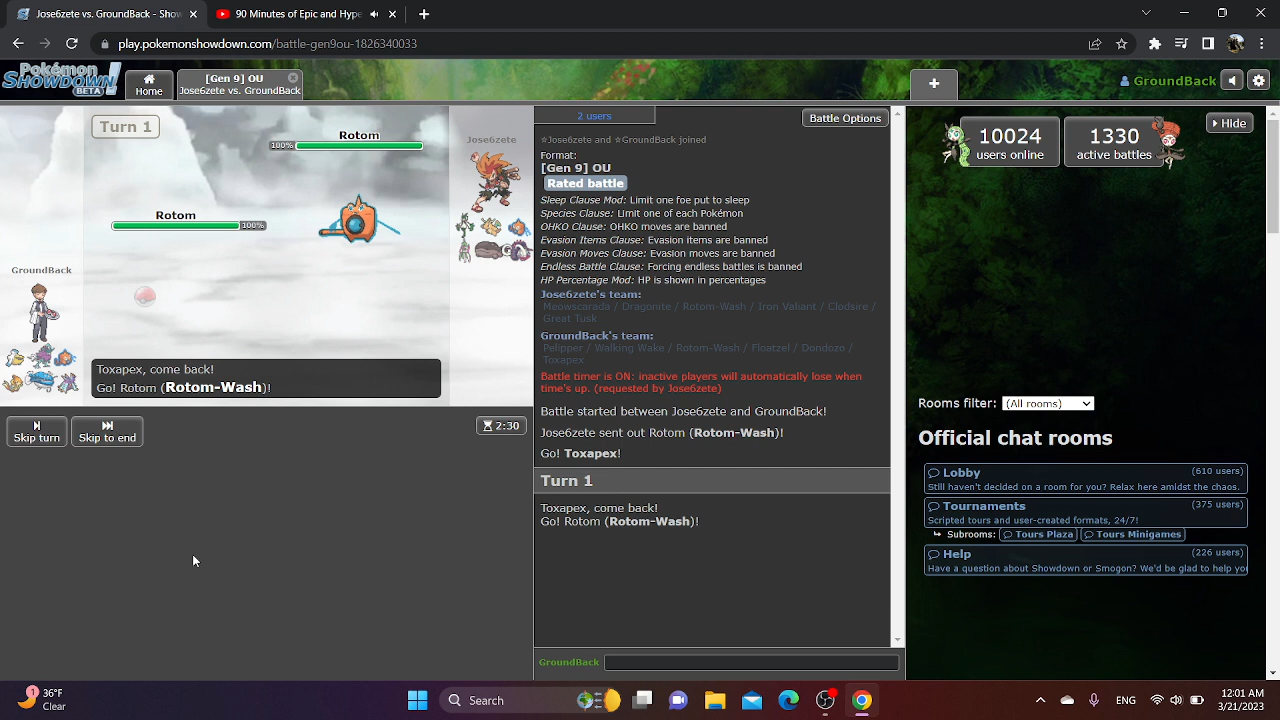 Jose6zete vs. GroundBack - Show
90 Minutes of Epic and Hype
play.pokemonshowdown.com/battle-gen9ou-1826340033
Pokémon
SHOWDOWN!
BETA
Home
[Gen 9] OU
Jose6zete vs. GroundBack
GroundBack
Turn 1
Rotom
100%
Rotom
100%
Jose6zete
GroundBack
Toxapex, come back!
Go! Rotom (Rotom-Wash)!
Skip turn
Skip to end
2:30
2 users
Battle Options
☆Jose6zete and ☆GroundBack joined
Format:
[Gen 9] OU
Rated battle
Sleep Clause Mod: Limit one foe put to sleep
Species Clause: Limit one of each Pokémon
OHKO Clause: OHKO moves are banned
Evasion Items Clause: Evasion items are banned
Evasion Moves Clause: Evasion moves are banned
Endless Battle Clause: Forcing endless battles is banned
HP Percentage Mod: HP is shown in percentages
Jose6zete's team:
Meowscarada / Dragonite / Rotom-Wash / Iron Valiant / Clodsire /
Great Tusk
GroundBack's team:
Pelipper / Walking Wake / Rotom-Wash / Floatzel / Dondozo /
Toxapex
Battle timer is ON: inactive players will automatically lose when
time's up. (requested by Jose6zete)
Battle started between Jose6zete and GroundBack!
Jose6zete sent out Rotom (Rotom-Wash)!
Go! Toxapex!
Turn 1
Toxapex, come back!
Go! Rotom (Rotom-Wash)!
GroundBack
10024
users online
1330
active battles
Hide
Rooms filter: (All rooms)
Official chat rooms
Lobby (610 users)
Still haven't decided on a room for you? Relax here amidst the chaos.
Tournaments (375 users)
Scripted tours and user-created formats, 24/7!
Subrooms: Tours Plaza Tours Minigames
Help (226 users)
Have a question about Showdown or Smogon? We'd be glad to help yo
1
36°F
Clear
Search
ENG
12:01 AM
3/21/2023